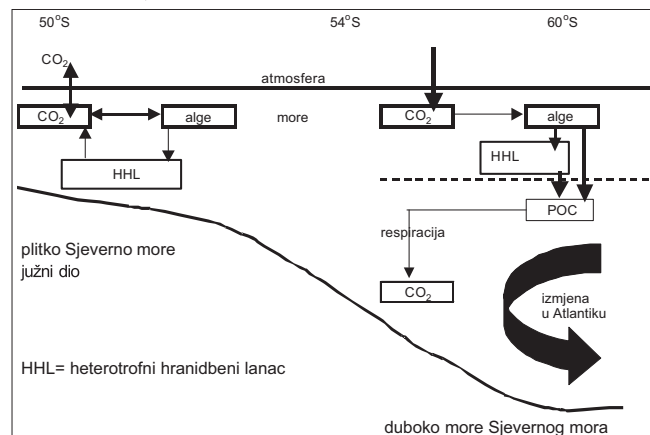 50°S 54°S 60°S
CO₂
atmosfera
CO₂ alge more CO₂ alge
HHL HHL
POC
respiracija
plitko Sjeverno more
južni dio
CO₂
izmjena
u Atlantiku
HHL= heterotrofni hranidbeni lanac
duboko more Sjevernog mora